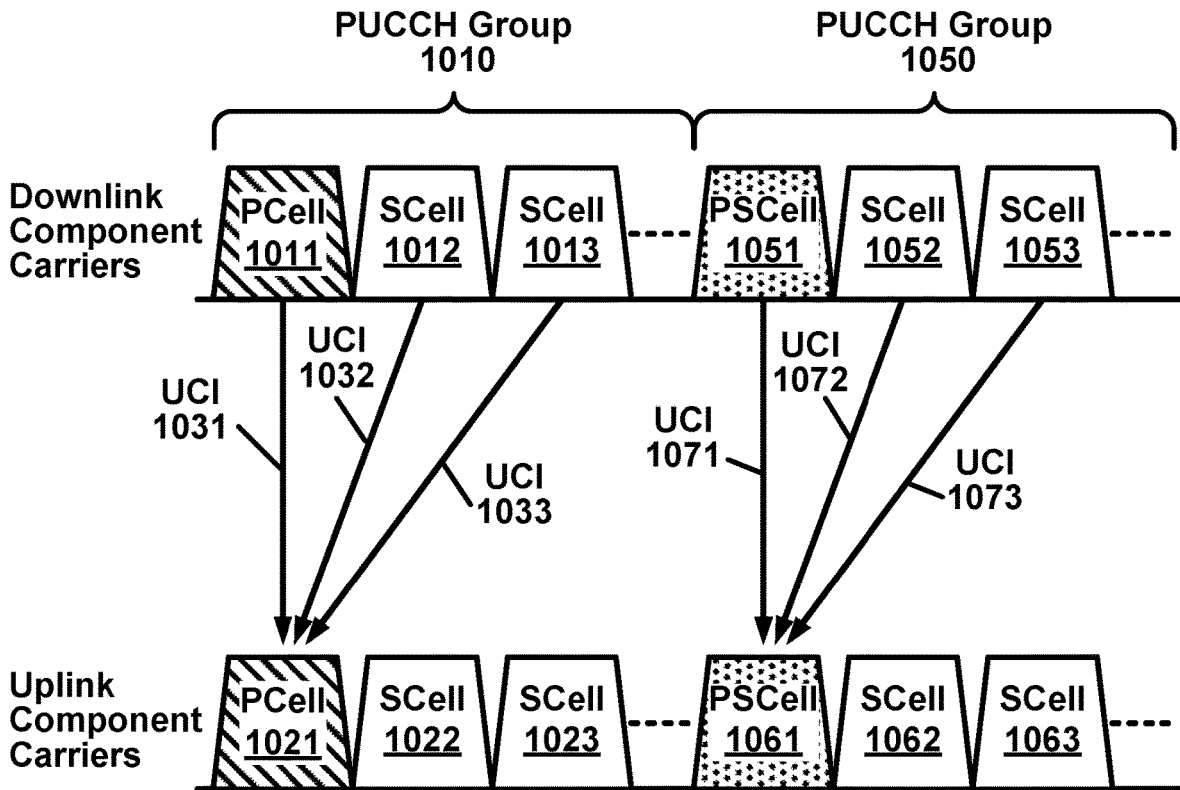 PUCCH Group
1010
PUCCH Group
1050
Downlink
Component
Carriers
PCell
1011
SCell
1012
SCell
1013
PSCell
1051
SCell
1052
SCell
1053
UCI
1031
UCI
1032
UCI
1033
UCI
1071
UCI
1072
UCI
1073
Uplink
Component
Carriers
PCell
1021
SCell
1022
SCell
1023
PSCell
1061
SCell
1062
SCell
1063